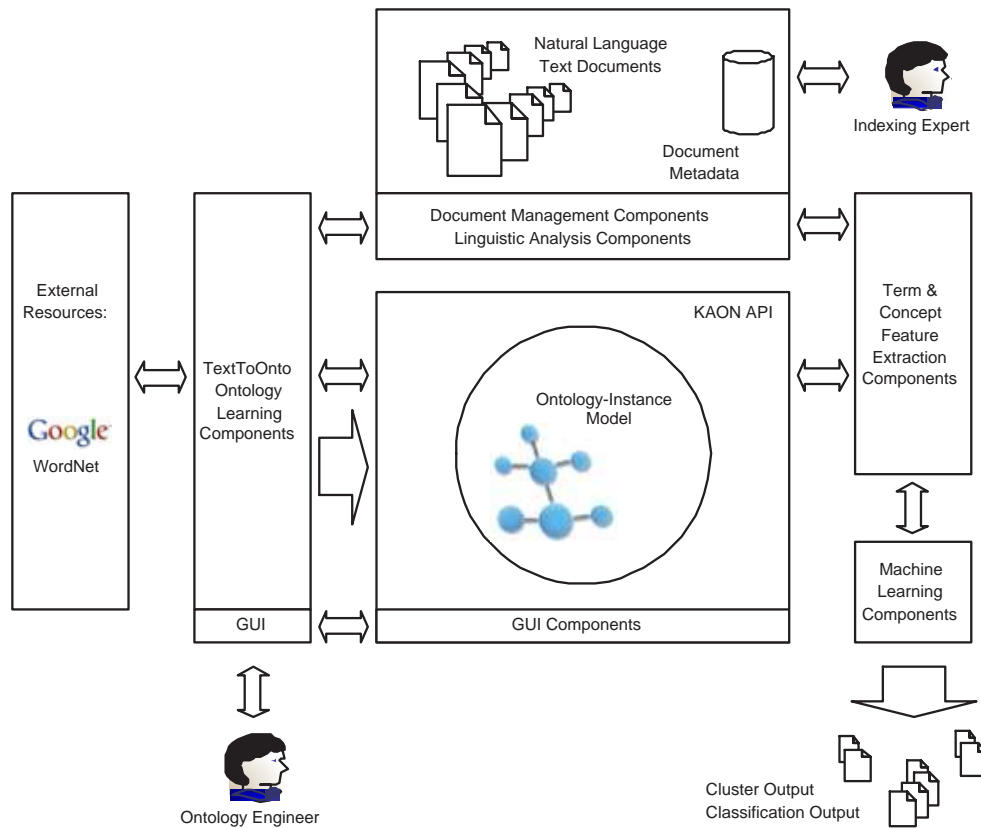 Natural Language
Text Documents
Document
Metadata
Indexing Expert
Document Management Components
Linguistic Analysis Components
External
Resources:
Google
WordNet
TextToOnto
Ontology
Learning
Components
GUI
KAON API
Ontology-Instance
Model
GUI Components
Term &
Concept
Feature
Extraction
Components
Machine
Learning
Components
Ontology Engineer
Cluster Output
Classification Output